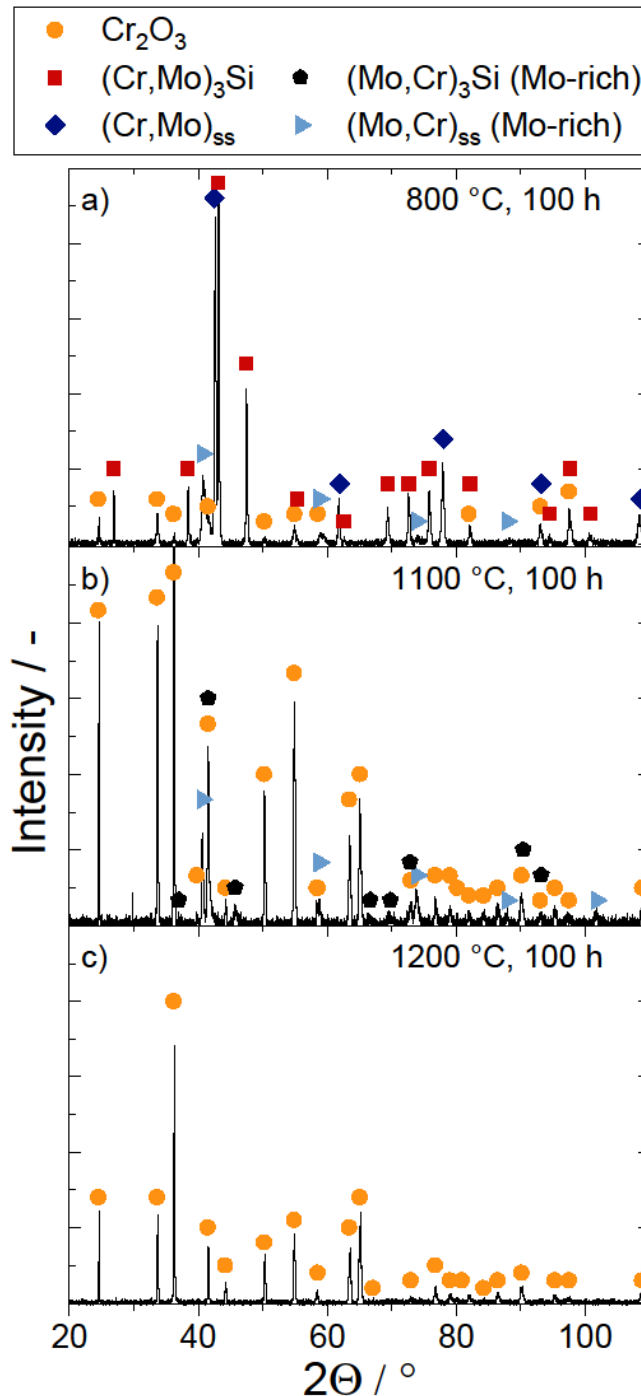 Cr₂O₃
(Cr,Mo)₃Si (Mo,Cr)₃Si (Mo-rich)
(Cr,Mo)ss (Mo,Cr)ss (Mo-rich)
a) 800 °C, 100 h
b) 1100 °C, 100 h
c) 1200 °C, 100 h
Intensity / -
20 40 60 80 100
2Θ / °